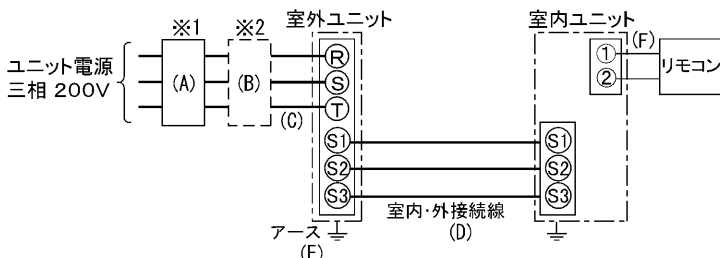 ※1
※2
室外ユニット
室内ユニット
ユニット電源
三相 200V
(A)
(B)
(C)
R
S
T
S1
S2
S3
室内・外接続線
(D)
アース
(E)
1
2
(F)
リモコン
S1
S2
S3